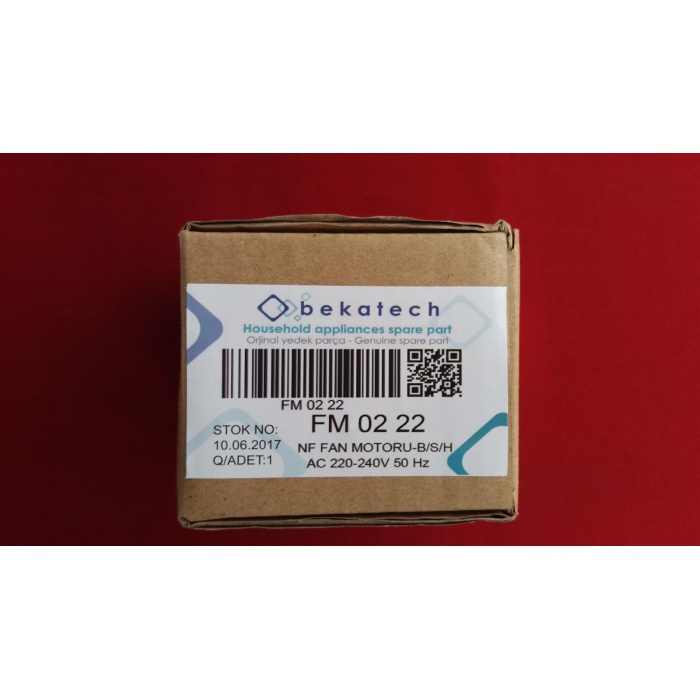 bekatech
Household appliances spare part
Orjinal yedek parça - Genuine spare part
FM 02 22
STOK NO: FM 02 22
10.06.2017 NF FAN MOTORU-B/S/H
Q/ADET:1 AC 220-240V 50 Hz